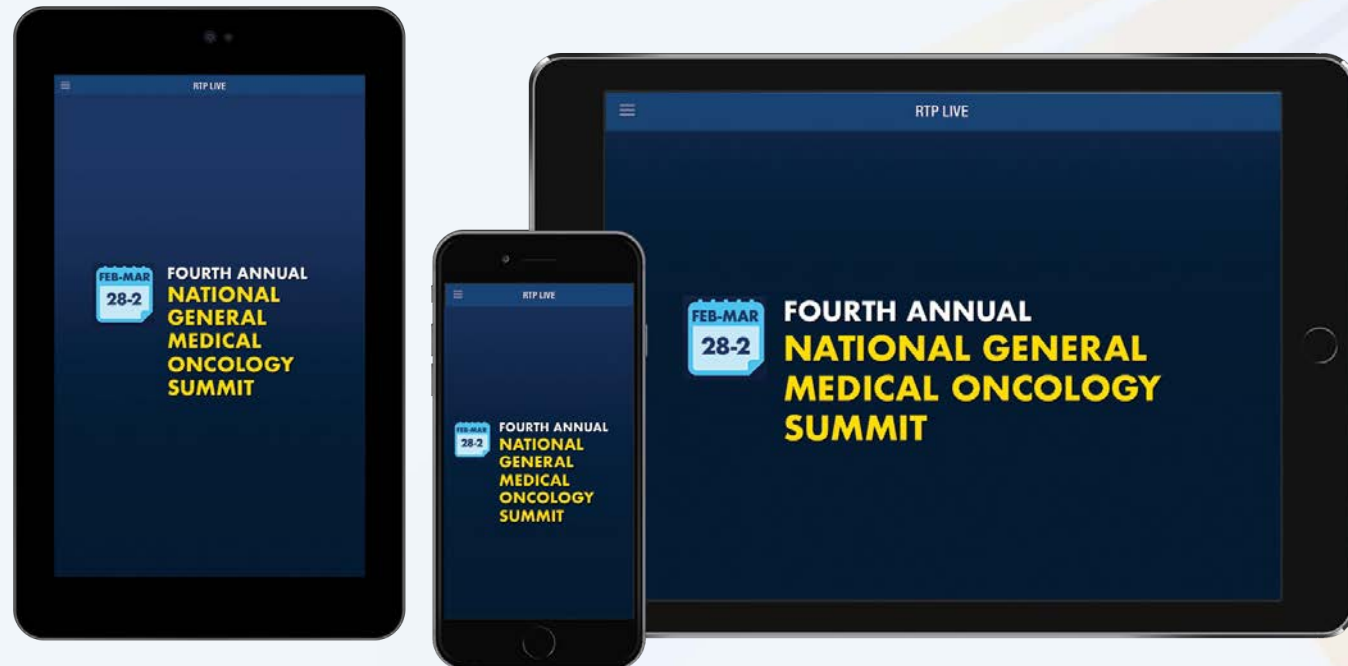 RTP LIVE
FEB-MAR
28-2
FOURTH ANNUAL
NATIONAL
GENERAL
MEDICAL
ONCOLOGY
SUMMIT
RTP LIVE
FEB-MAR
28-2
FOURTH ANNUAL
NATIONAL
GENERAL
MEDICAL
ONCOLOGY
SUMMIT
RTP LIVE
FEB-MAR
28-2
FOURTH ANNUAL
NATIONAL GENERAL
MEDICAL ONCOLOGY
SUMMIT